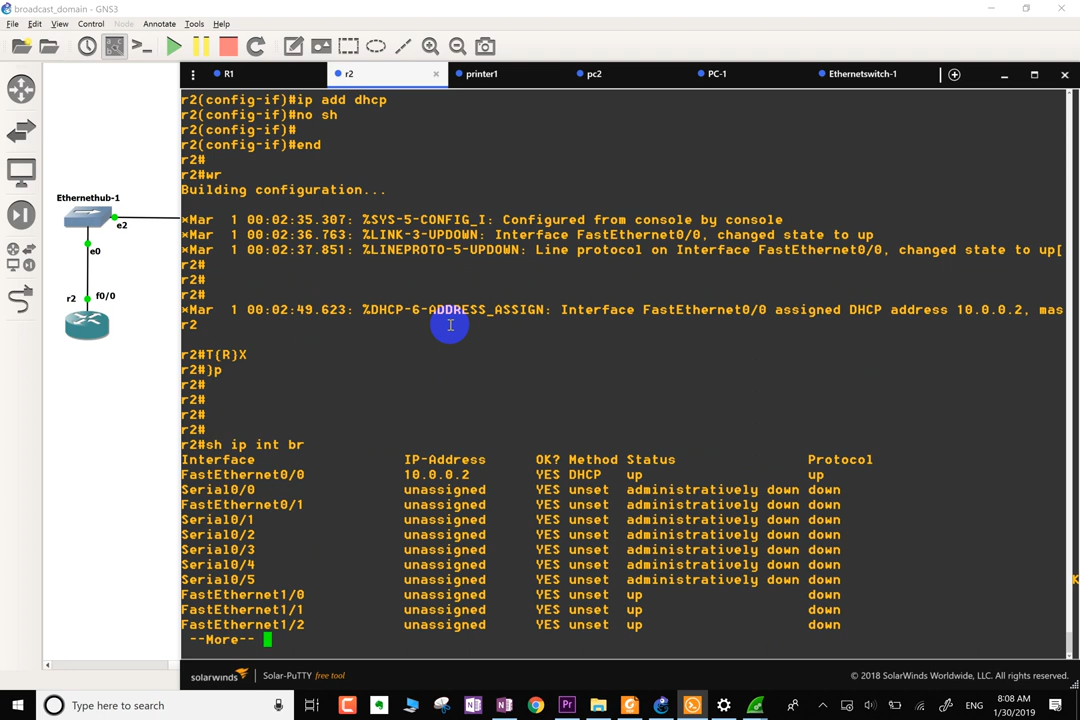 broadcast_domain - GNS3
File Edit View Control Node Annotate Tools Help
R1 r2 × printer1 pc2 PC-1 Ethernetswitch-1
r2(config-if)#ip add dhcp
r2(config-if)#no sh
r2(config-if)#
r2(config-if)#end
r2#
r2#wr
Building configuration...
*Mar 1 00:02:35.307: %SYS-5-CONFIG_I: Configured from console by console
*Mar 1 00:02:36.763: %LINK-3-UPDOWN: Interface FastEthernet0/0, changed state to up
*Mar 1 00:02:37.851: %LINEPROTO-5-UPDOWN: Line protocol on Interface FastEthernet0/0, changed state to up[
r2#
r2#
r2#
*Mar 1 00:02:49.623: %DHCP-6-ADDRESS_ASSIGN: Interface FastEthernet0/0 assigned DHCP address 10.0.0.2, mas
r2
r2#T(R)X
r2#)p
r2#
r2#
r2#
r2#
r2#sh ip int br
Interface IP-Address OK? Method Status Protocol
FastEthernet0/0 10.0.0.2 YES DHCP up up
Serial0/0 unassigned YES unset administratively down down
FastEthernet0/1 unassigned YES unset administratively down down
Serial0/1 unassigned YES unset administratively down down
Serial0/2 unassigned YES unset administratively down down
Serial0/3 unassigned YES unset administratively down down
Serial0/4 unassigned YES unset administratively down down
Serial0/5 unassigned YES unset administratively down down
FastEthernet1/0 unassigned YES unset up down
FastEthernet1/1 unassigned YES unset up down
FastEthernet1/2 unassigned YES unset up down
--More--
Ethernethub-1
e2
e0
r2 f0/0
K
solarwinds Solar-PuTTY free tool © 2018 SolarWinds Worldwide, LLC. All rights reserved.
Type here to search
ENG
8:08 AM
1/30/2019